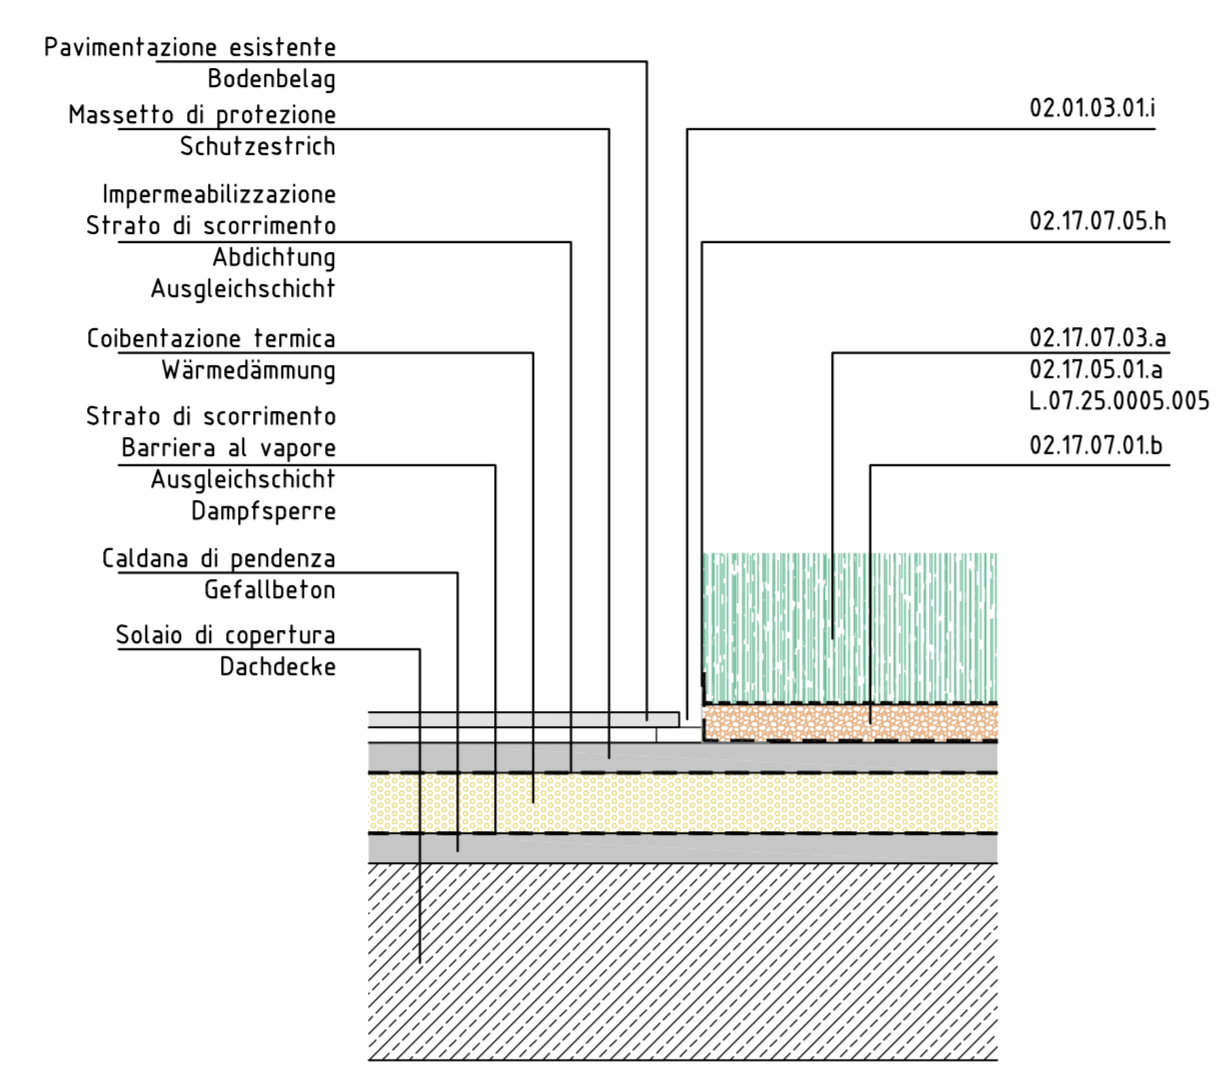 Pavimentazione esistente
Bodenbelag
Massetto di protezione
Schutzestrich
Impermeabilizzazione
Strato di scorrimento
Abdichtung
Ausgleichschicht
Coibentazione termica
Wärmedämmung
Strato di scorrimento
Barriera al vapore
Ausgleichschicht
Dampfsperre
Caldana di pendenza
Gefallbeton
Solaio di copertura
Dachdecke
02.01.03.01.i
02.17.07.05.h
02.17.07.03.a
02.17.05.01.a
L.07.25.0005.005
02.17.07.01.b